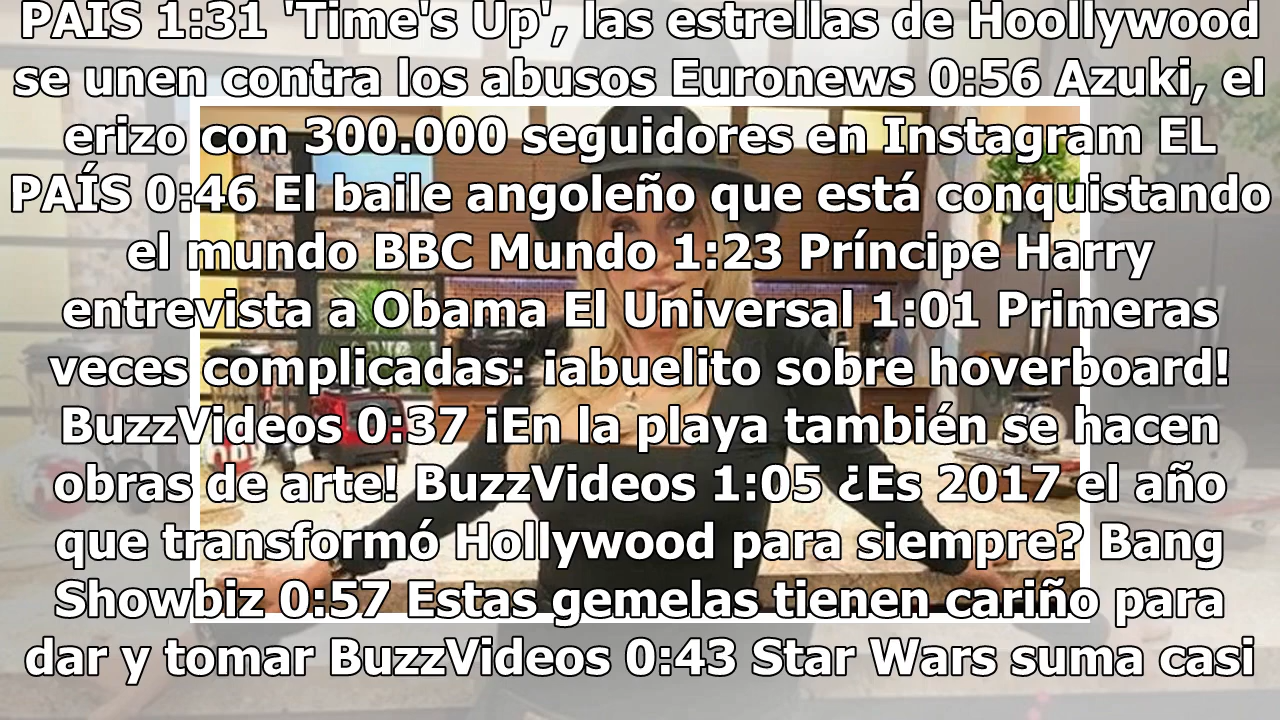 PAÍS 1:31 'Time's Up', las estrellas de Hoollywood
se unen contra los abusos Euronews 0:56 Azuki, el
erizo con 300.000 seguidores en Instagram EL
PAÍS 0:46 El baile angoleño que está conquistando
el mundo BBC Mundo 1:23 Príncipe Harry
entrevista a Obama El Universal 1:01 Primeras
veces complicadas: ¡abuelito sobre hoverboard!
BuzzVideos 0:37 ¡En la playa también se hacen
obras de arte! BuzzVideos 1:05 ¿Es 2017 el año
que transformó Hollywood para siempre? Bang
Showbiz 0:57 Estas gemelas tienen cariño para
dar y tomar BuzzVideos 0:43 Star Wars suma casi